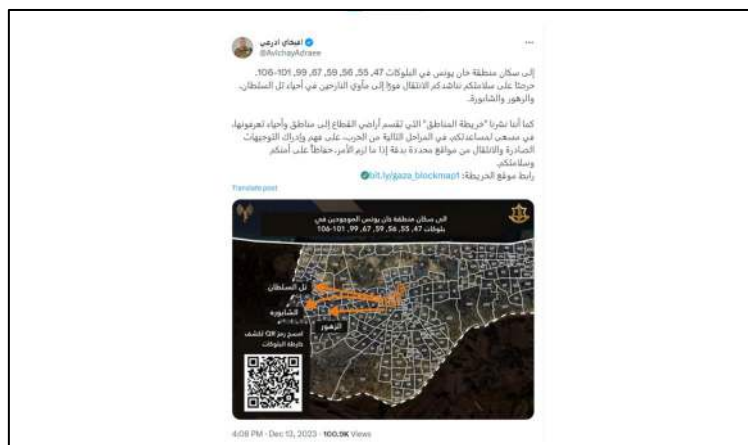 افيخاي ادرعي
@AvichayAdraee
إلى سكان منطقة خان يونس في البلوكات 47, 55, 56, 59, 67, 99, 101-106.
حرصًا على سلامتكم نناشدكم الانتقال فورًا إلى مآوي النازحين في أحياء تل السلطان،
والزهور والشابورة.
كما أننا نشرنا "خريطة المناطق" التي تقسم أراضي القطاع إلى مناطق وأحياء تعرفونها،
في مسعى لمساعدتكم، في المراحل التالية من الحرب، على فهم وإدراك التوجيهات
الصادرة والانتقال من مواقع محددة بدقة إذا ما لزم الأمر، حفاظاً على أمنكم
وسلامتكم.
رابط موقع الخريطة: bit.ly/gaza_blockmap1
Translate post
الى سكان منطقة خان يونس الموجودين في
بلوكات 47, 55, 56, 59, 67, 99, 101-106
تل السلطان
الشابوره
الزهور
امسح رمز QR لكشف
خارطة البلوكات
4:08 PM · Dec 13, 2023 · 100.9K Views